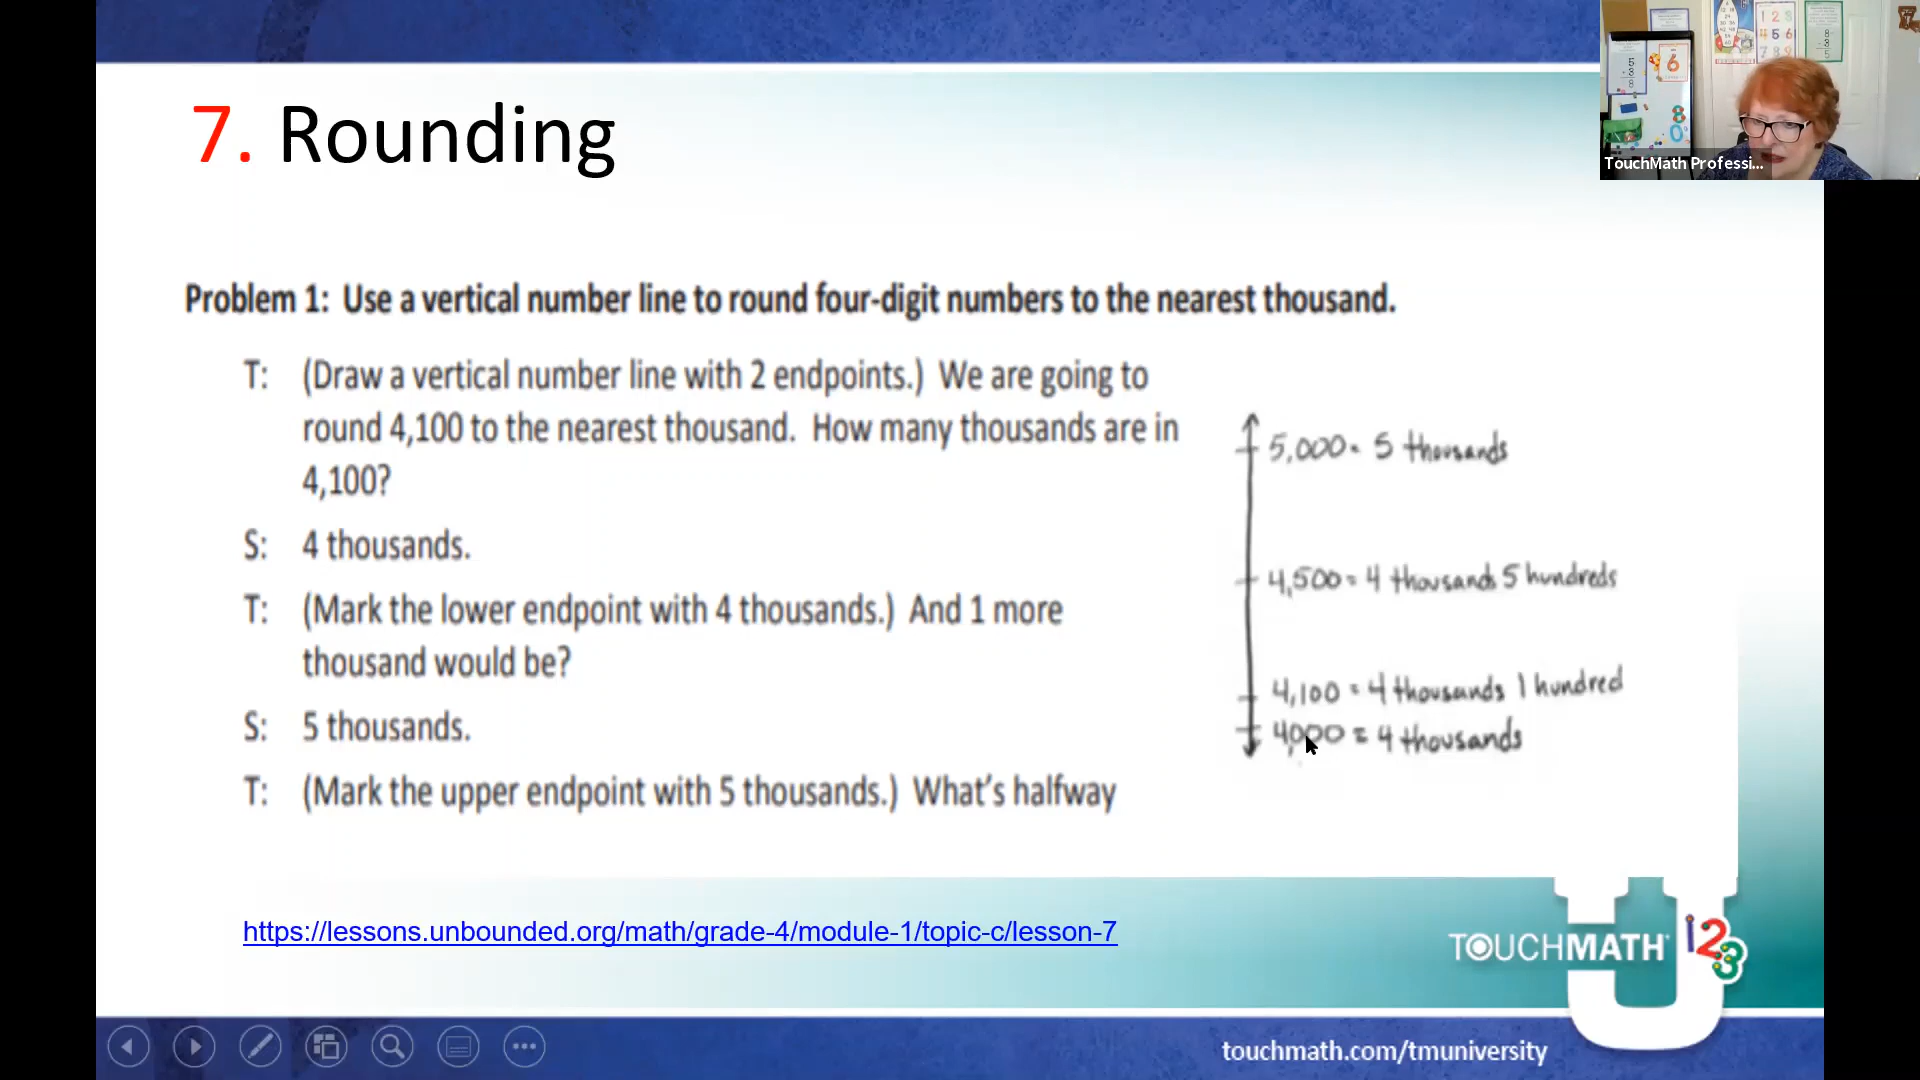 7. Rounding
TouchMath Professi...
Problem 1: Use a vertical number line to round four-digit numbers to the nearest thousand.
T: (Draw a vertical number line with 2 endpoints.) We are going to
round 4,100 to the nearest thousand. How many thousands are in
4,100?
S: 4 thousands.
T: (Mark the lower endpoint with 4 thousands.) And 1 more
thousand would be?
S: 5 thousands.
T: (Mark the upper endpoint with 5 thousands.) What's halfway
5,000 = 5 thousands
4,500 = 4 thousands 5 hundreds
4,100 = 4 thousands 1 hundred
4,000 = 4 thousands
https://lessons.unbounded.org/math/grade-4/module-1/topic-c/lesson-7
TOUCHMATH 123
touchmath.com/tmuniversity